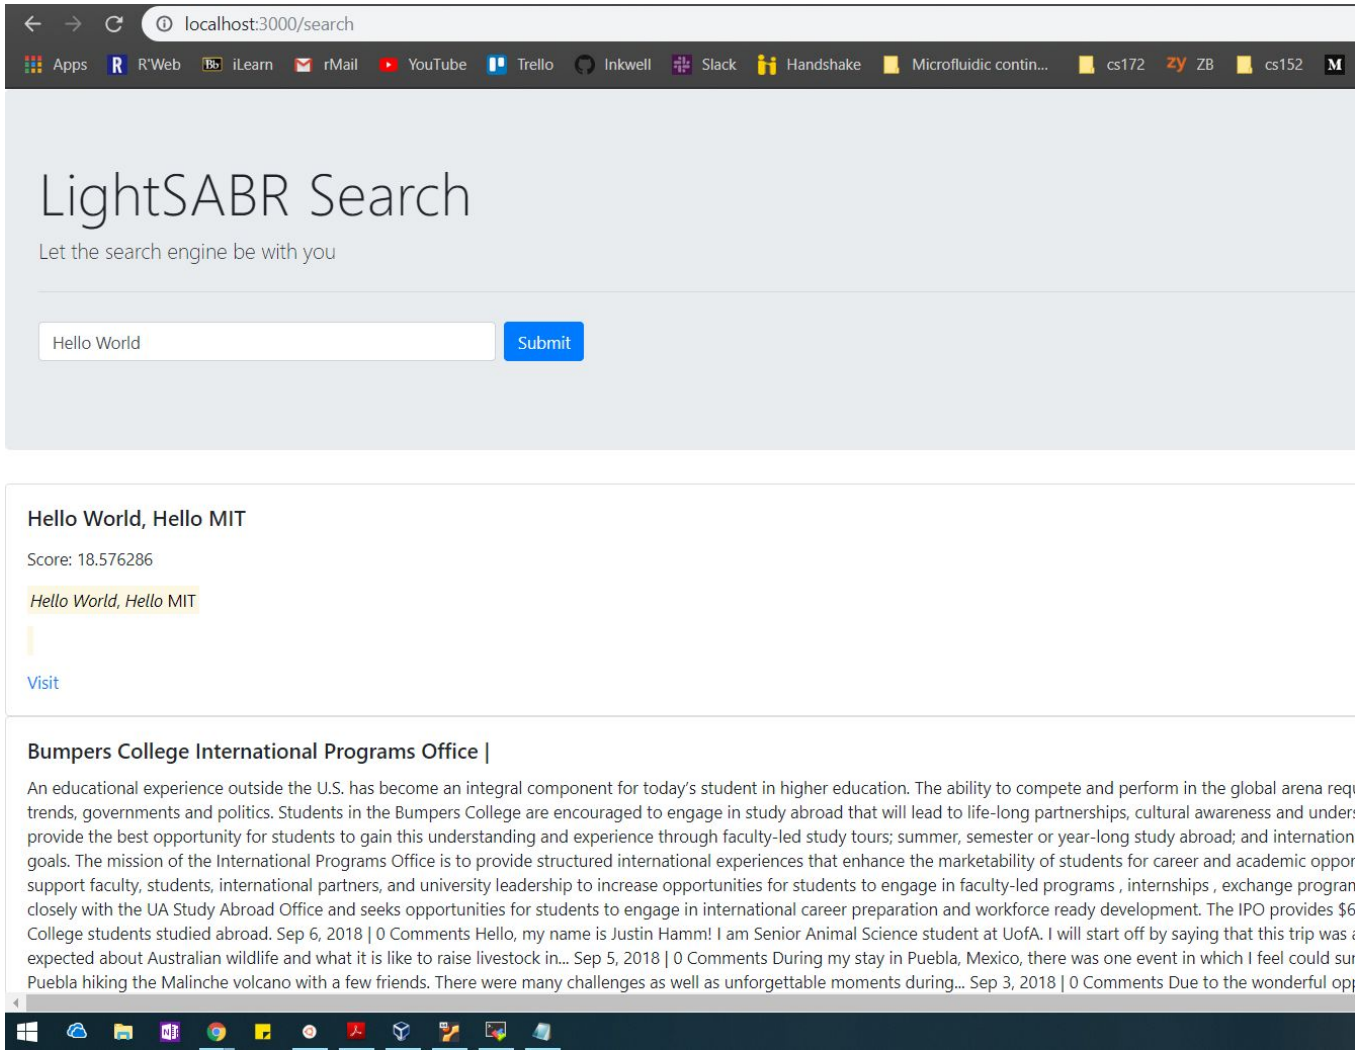 localhost:3000/search
Apps R R'Web Bb iLearn rMail YouTube Trello Inkwell Slack Handshake Microfluidic contin... cs172 zy ZB cs152 M
LightSABR Search
Let the search engine be with you
Hello World Submit
Hello World, Hello MIT
Score: 18.576286
Hello World, Hello MIT
Visit
Bumpers College International Programs Office |
An educational experience outside the U.S. has become an integral component for today's student in higher education. The ability to compete and perform in the global arena requ
trends, governments and politics. Students in the Bumpers College are encouraged to engage in study abroad that will lead to life-long partnerships, cultural awareness and unders
provide the best opportunity for students to gain this understanding and experience through faculty-led study tours; summer, semester or year-long study abroad; and internation
goals. The mission of the International Programs Office is to provide structured international experiences that enhance the marketability of students for career and academic oppor
support faculty, students, international partners, and university leadership to increase opportunities for students to engage in faculty-led programs , internships , exchange program
closely with the UA Study Abroad Office and seeks opportunities for students to engage in international career preparation and workforce ready development. The IPO provides $6
College students studied abroad. Sep 6, 2018 | 0 Comments Hello, my name is Justin Hamm! I am Senior Animal Science student at UofA. I will start off by saying that this trip was a
expected about Australian wildlife and what it is like to raise livestock in... Sep 5, 2018 | 0 Comments During my stay in Puebla, Mexico, there was one event in which I feel could sur
Puebla hiking the Malinche volcano with a few friends. There were many challenges as well as unforgettable moments during... Sep 3, 2018 | 0 Comments Due to the wonderful opp